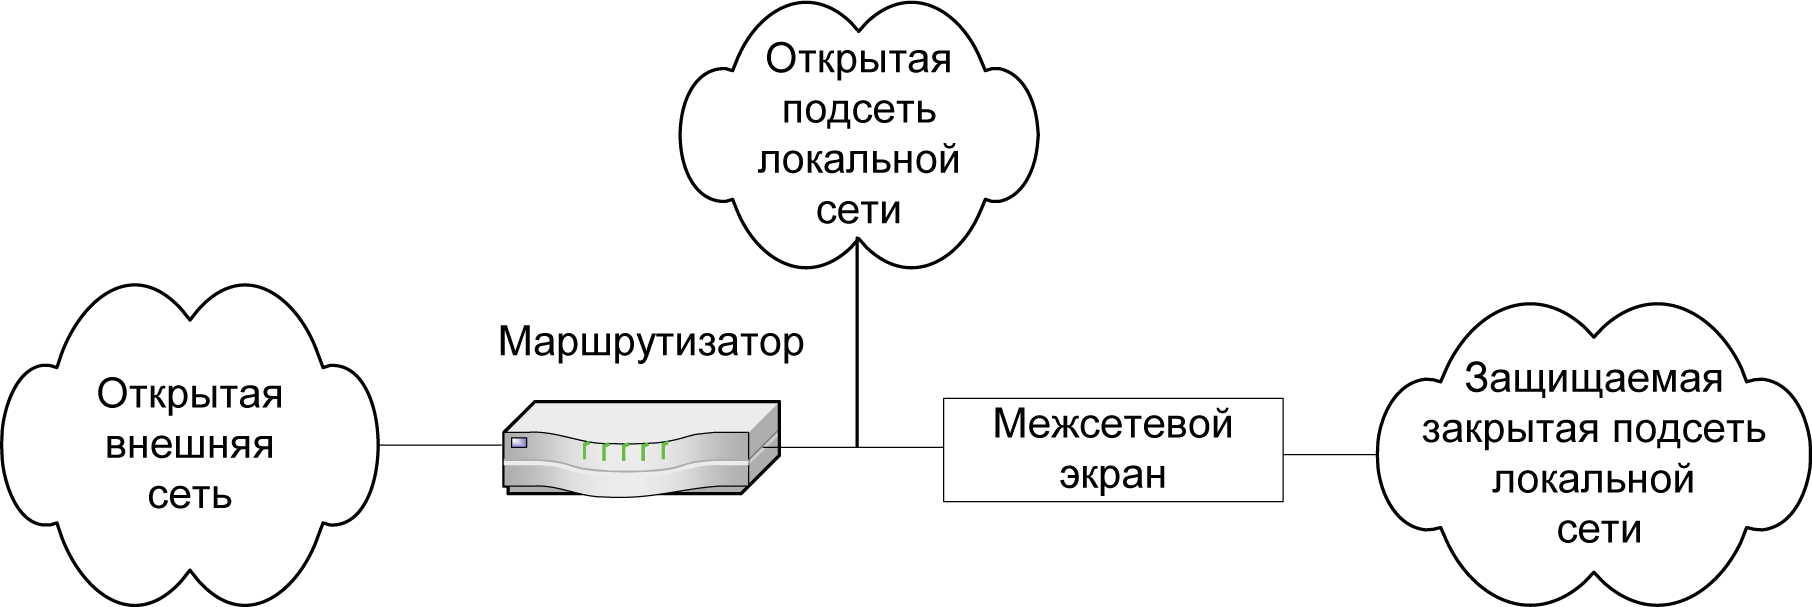 Открытая
подсеть
локальной
сети
Маршрутизатор
Открытая
внешняя
сеть
Межсетевой
экран
Защищаемая
закрытая подсеть
локальной
сети